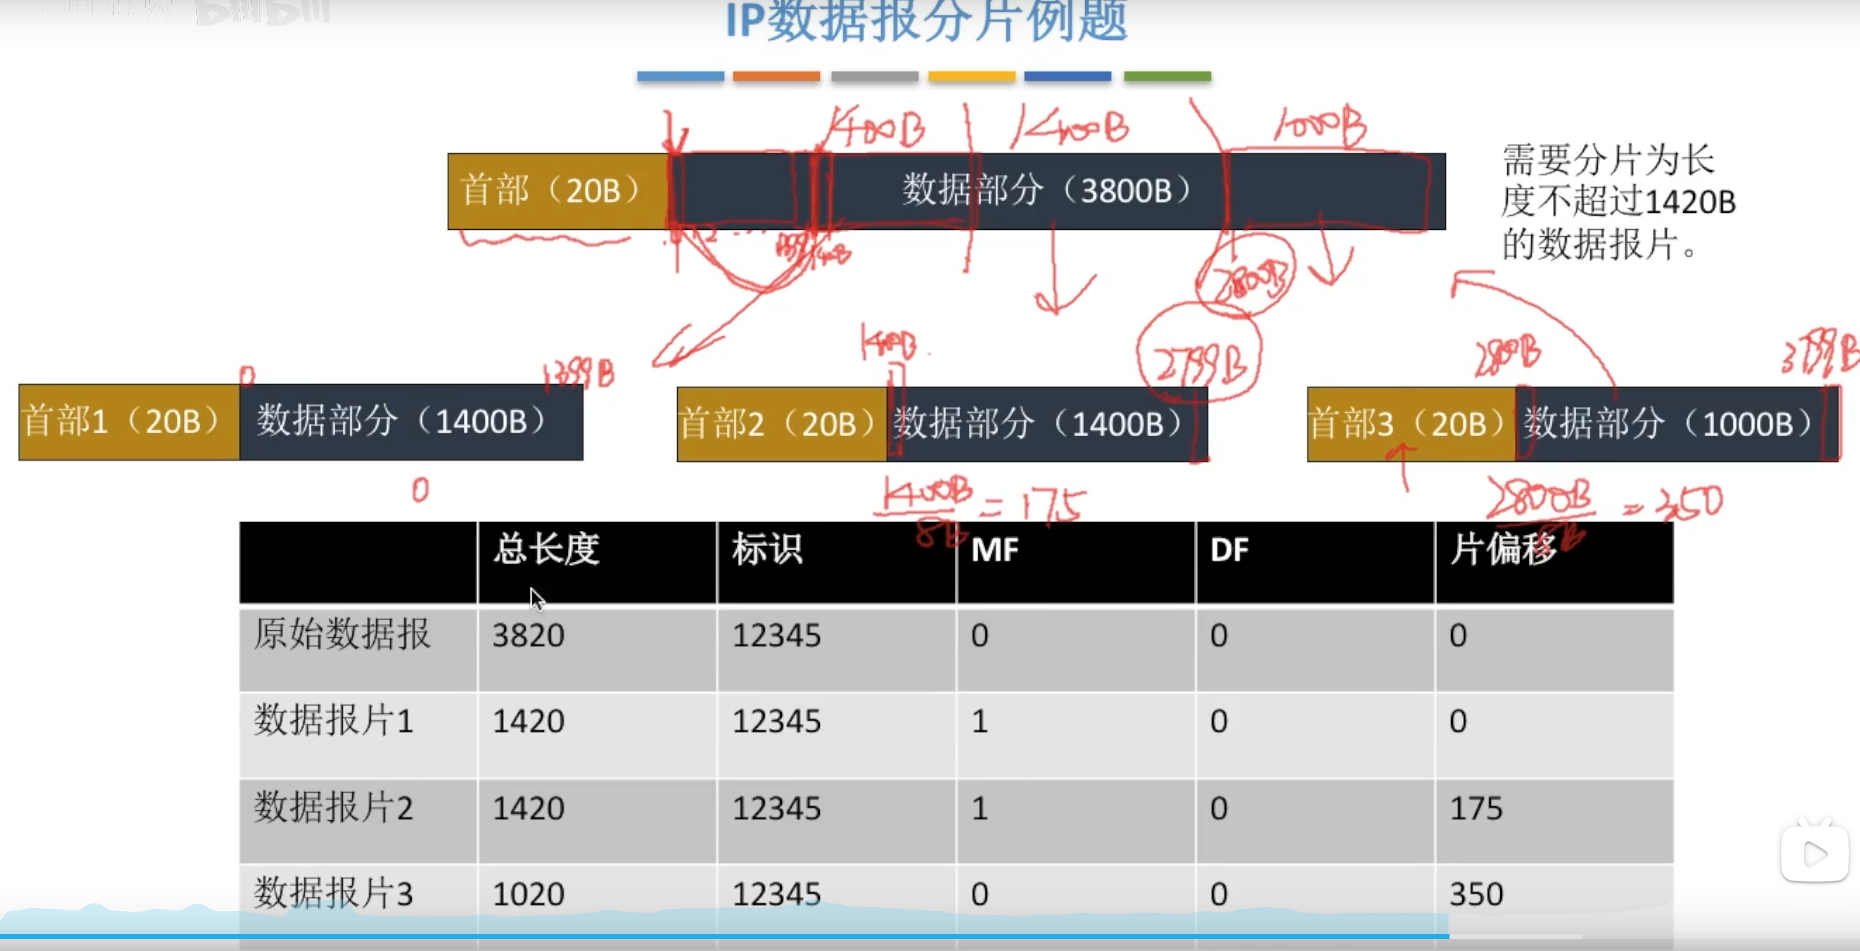 IP数据报分片例题
1400B 1400B 1000B
首部（20B） 数据部分（3800B）
需要分片为长
度不超过1420B
的数据报片。
2800B
1400B 2799B 2800B 3799B
0 1399B
首部1（20B） 数据部分（1400B） 首部2（20B） 数据部分（1400B） 首部3（20B） 数据部分（1000B）
0 1400B/8B = 175 2800B/8B = 350
总长度 标识 MF DF 片偏移
原始数据报 3820 12345 0 0 0
数据报片1 1420 12345 1 0 0
数据报片2 1420 12345 1 0 175
数据报片3 1020 12345 0 0 350